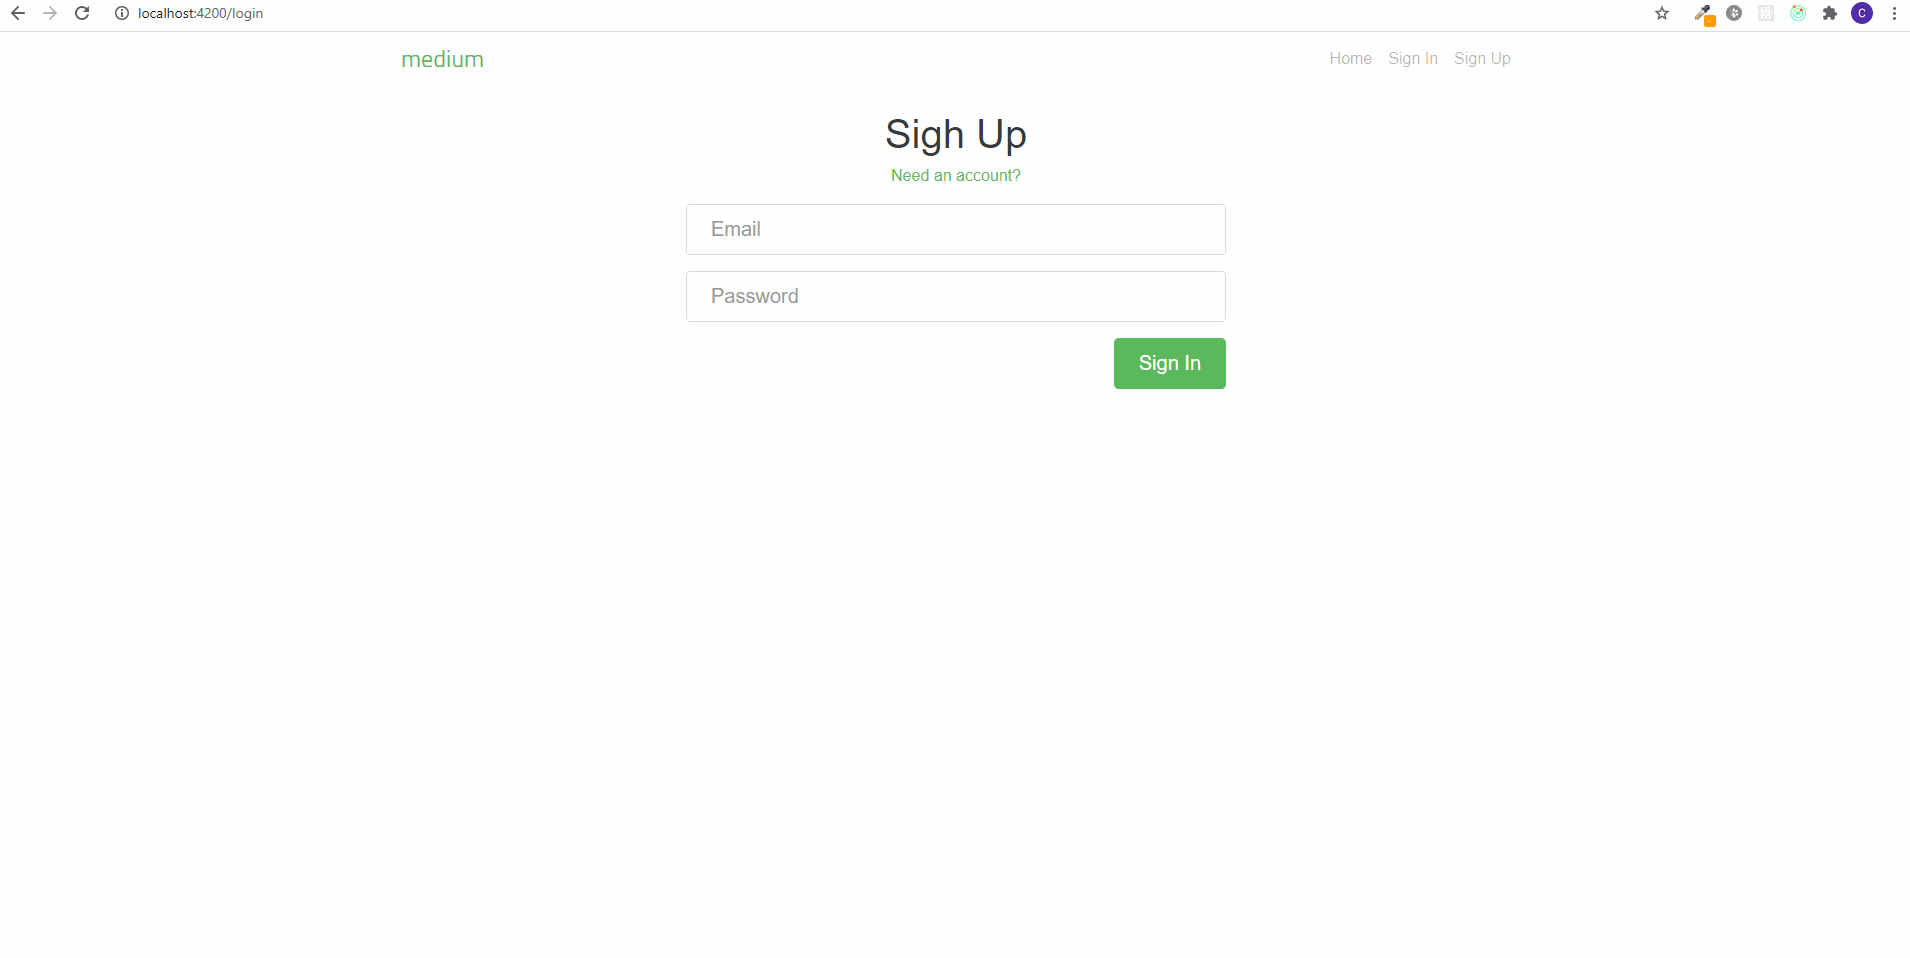 localhost:4200/login
C
medium
Home Sign In Sign Up
Sigh Up
Need an account?
Email
Password
Sign In